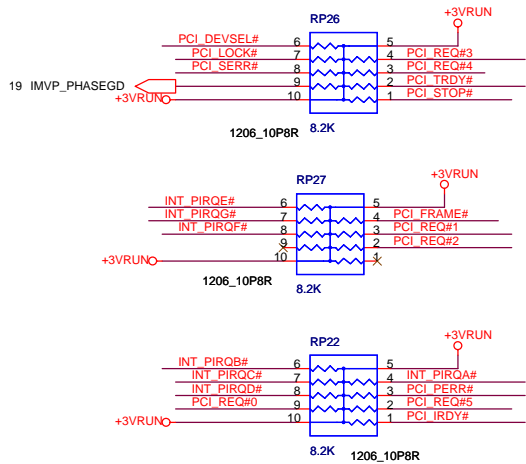 RP26
+3VRUN
PCI_DEVSEL# 6 5
PCI_LOCK# 7 4 PCI_REQ#3
PCI_SERR# 8 3 PCI_REQ#4
19 IMVP_PHASEGD 9 2 PCI_TRDY#
+3VRUN 10 1 PCI_STOP#
1206_10P8R 8.2K
RP27
+3VRUN
INT_PIRQE# 6 5
INT_PIRQG# 7 4 PCI_FRAME#
INT_PIRQF# 8 3 PCI_REQ#1
9 2 PCI_REQ#2
+3VRUN 10 1
1206_10P8R 8.2K
RP22
+3VRUN
INT_PIRQB# 6 5
INT_PIRQC# 7 4 INT_PIRQA#
INT_PIRQD# 8 3 PCI_PERR#
PCI_REQ#0 9 2 PCI_REQ#5
+3VRUN 10 1 PCI_IRDY#
8.2K 1206_10P8R